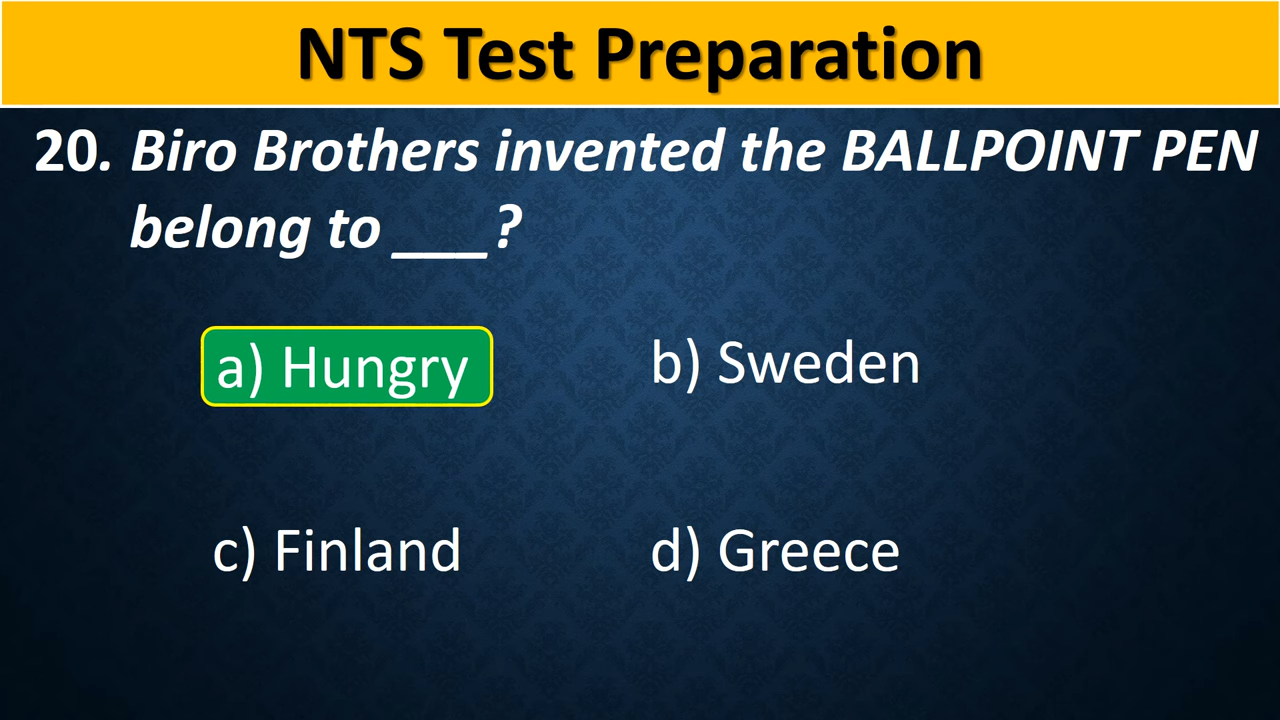 NTS Test Preparation
20. Biro Brothers invented the BALLPOINT PEN
belong to ___?
a) Hungry
b) Sweden
c) Finland
d) Greece